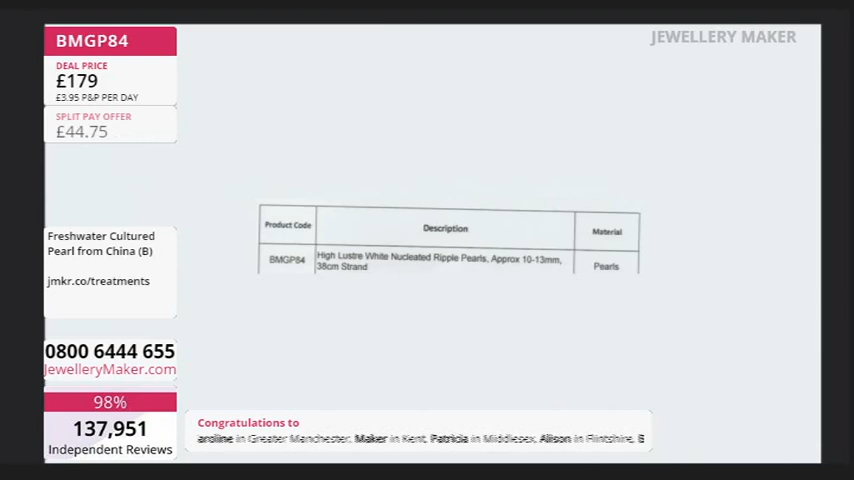 BMGP84
JEWELLERY MAKER
DEAL PRICE
£179
£3.95 P&P PER DAY
SPLIT PAY OFFER
£44.75
Product Code Description Material
BMGP84 High Lustre White Nucleated Ripple Pearls, Approx 10-13mm, Pearls
38cm Strand
Freshwater Cultured
Pearl from China (B)
jmkr.co/treatments
0800 6444 655
JewelleryMaker.com
98%
137,951
Independent Reviews
Congratulations to
in Greater Manchester, Maker in Kent, Patricia in Middlesex, Alison in Flintshire,